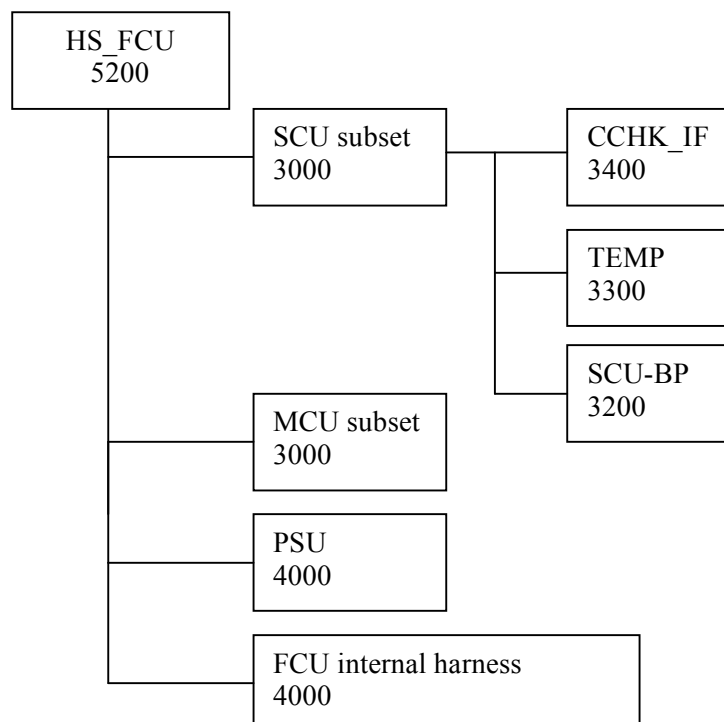 HS_FCU
5200
SCU subset
3000
CCHK_IF
3400
TEMP
3300
SCU-BP
3200
MCU subset
3000
PSU
4000
FCU internal harness
4000